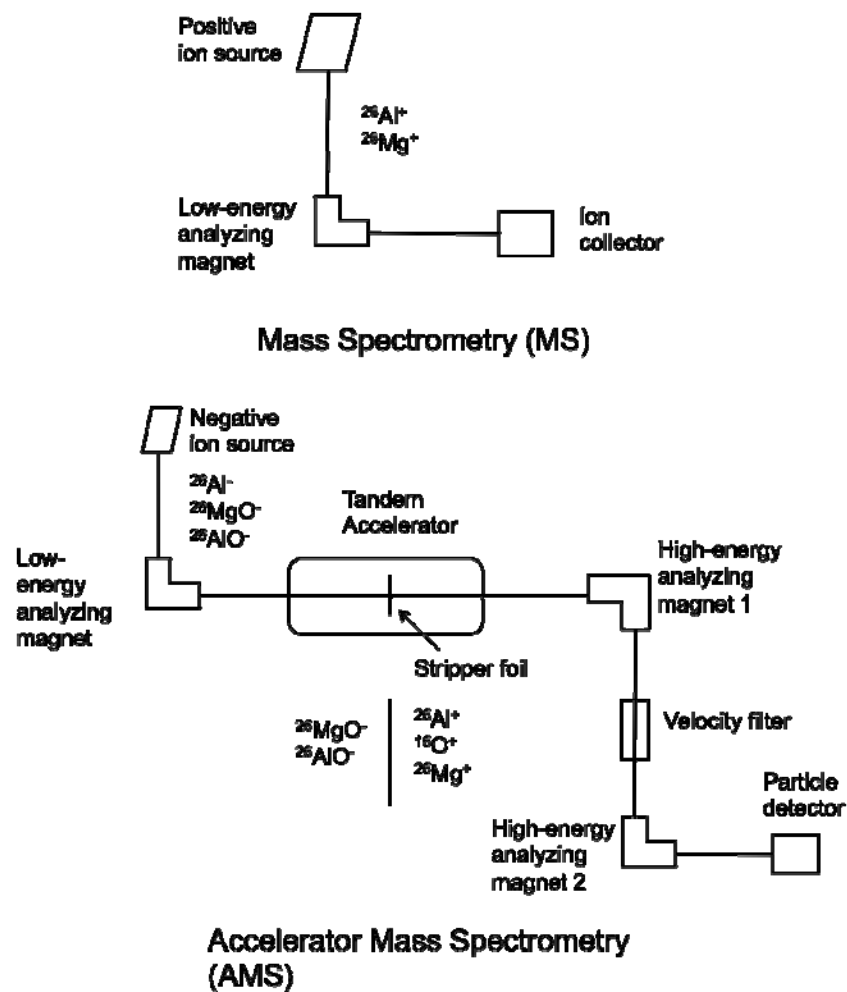 Positive
ion source
²⁶Al⁺
²⁶Mg⁺
Low-energy
analyzing
magnet
Ion
collector
Mass Spectrometry (MS)
Negative
ion source
²⁶Al⁻
²⁶MgO⁻
²⁶AlO⁻
Tandem
Accelerator
Low-
energy
analyzing
magnet
High-energy
analyzing
magnet 1
Stripper foil
²⁶MgO⁻
²⁶AlO⁻
²⁶Al⁺
¹⁶O⁺
²⁶Mg⁺
Velocity filter
Particle
detector
High-energy
analyzing
magnet 2
Accelerator Mass Spectrometry
(AMS)